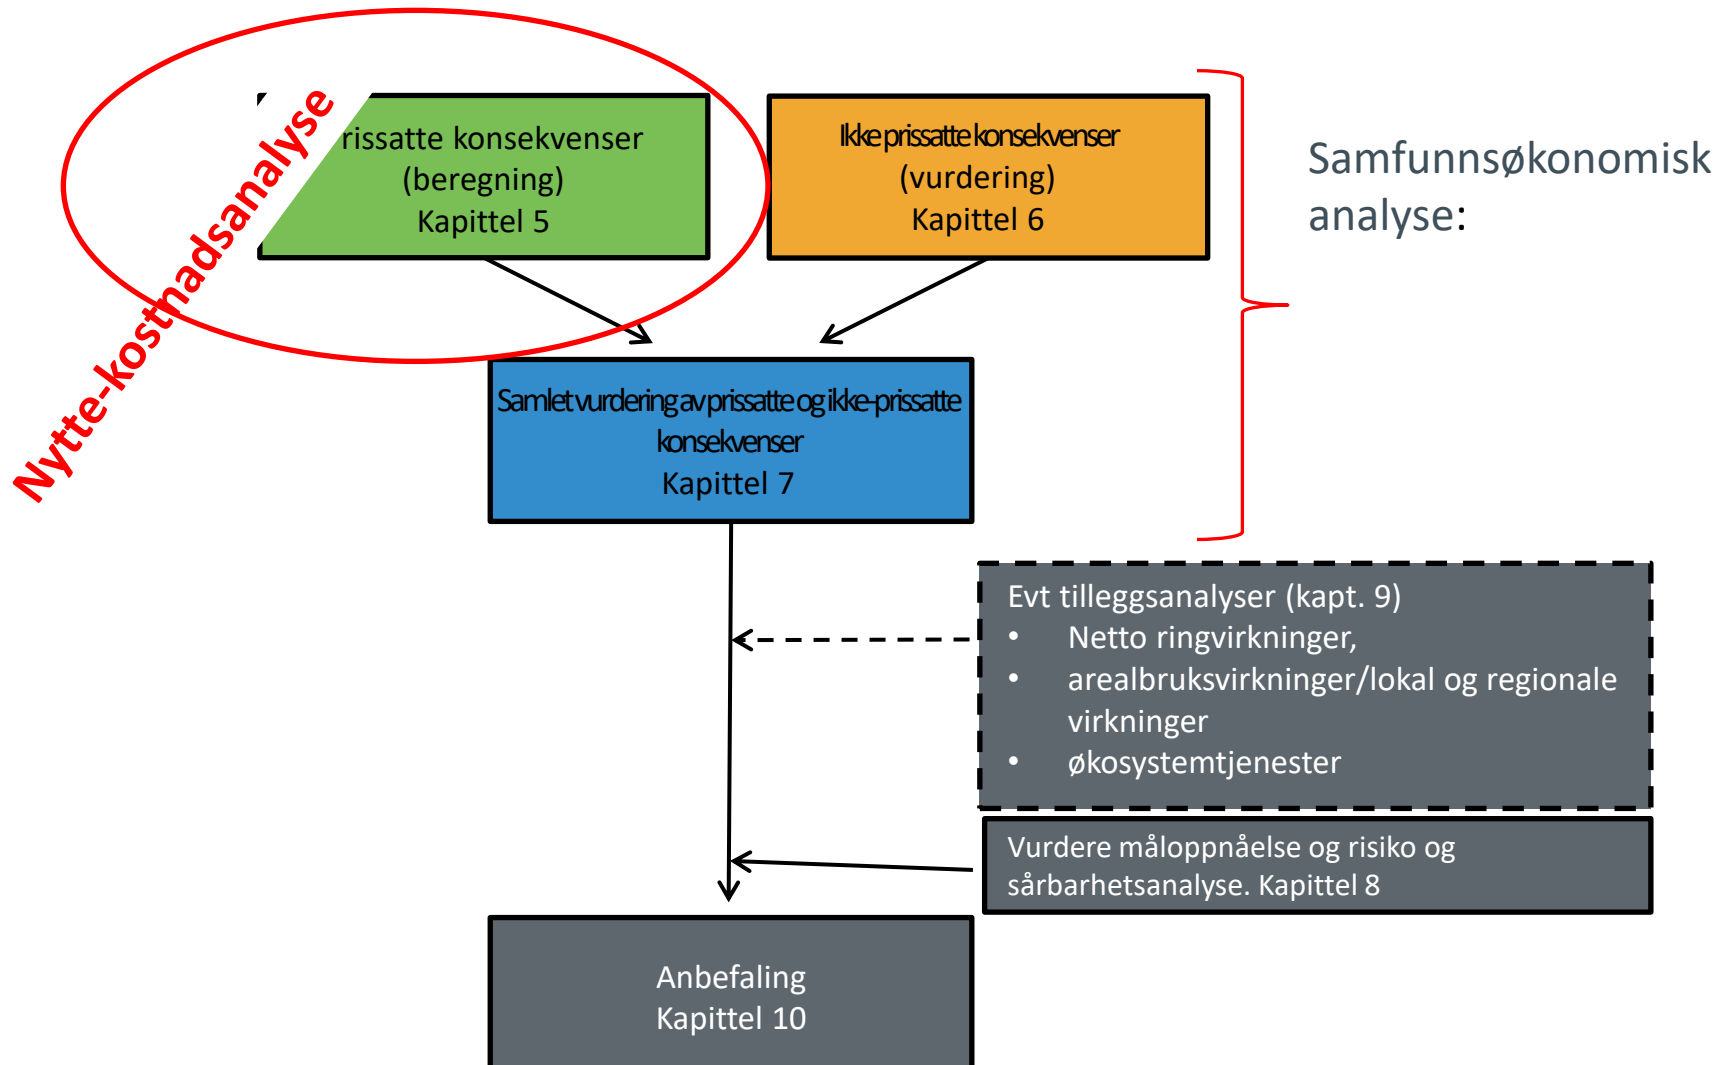 Nytte-kostnadsanalyse
rissatte konsekvenser
(beregning)
Kapittel 5
Ikke prissatte konsekvenser
(vurdering)
Kapittel 6
Samfunnsøkonomisk
analyse:
Samlet vurdering av prissatte og ikke-prissatte
konsekvenser
Kapittel 7
Evt tilleggsanalyser (kapt. 9)
• Netto ringvirkninger,
• arealbruksvirkninger/lokal og regionale
virkninger
• økosystemtjenester
Vurdere måloppnåelse og risiko og
sårbarhetsanalyse. Kapittel 8
Anbefaling
Kapittel 10